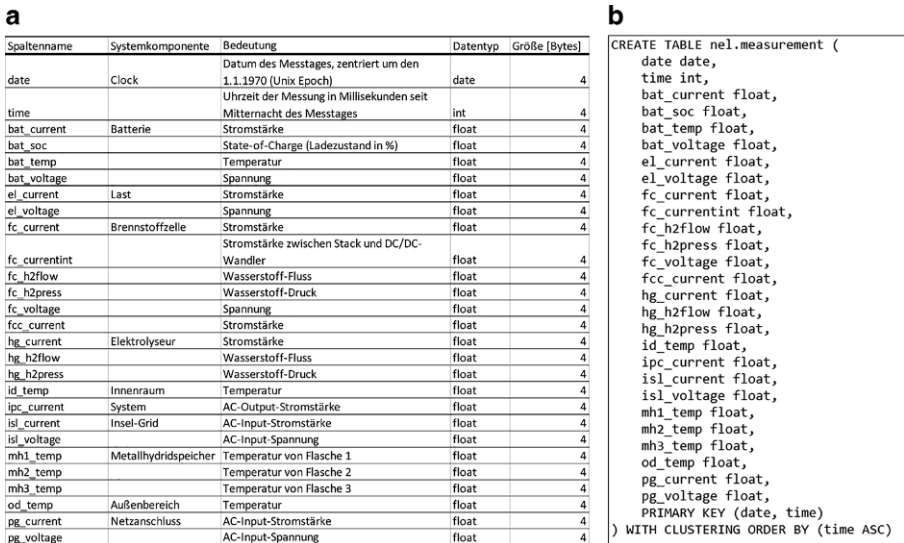 a
Spaltenname Systemkomponente Bedeutung Datentyp Größe [Bytes]
Datum des Messtages, zentriert um den
date Clock 1.1.1970 (Unix Epoch) date 4
Uhrzeit der Messung in Millisekunden seit
time Mitternacht des Messtages int 4
bat_current Batterie Stromstärke float 4
bat_soc State-of-Charge (Ladezustand in %) float 4
bat_temp Temperatur float 4
bat_voltage Spannung float 4
el_current Last Stromstärke float 4
el_voltage Spannung float 4
fc_current Brennstoffzelle Stromstärke float 4
Stromstärke zwischen Stack und DC/DC-
fc_currentint Wandler float 4
fc_h2flow Wasserstoff-Fluss float 4
fc_h2press Wasserstoff-Druck float 4
fc_voltage Spannung float 4
fcc_current Stromstärke float 4
hg_current Elektrolyseur Stromstärke float 4
hg_h2flow Wasserstoff-Fluss float 4
hg_h2press Wasserstoff-Druck float 4
id_temp Innenraum Temperatur float 4
ipc_current System AC-Output-Stromstärke float 4
isl_current Insel-Grid AC-Input-Stromstärke float 4
isl_voltage AC-Input-Spannung float 4
mh1_temp Metallhydridspeicher Temperatur von Flasche 1 float 4
mh2_temp Temperatur von Flasche 2 float 4
mh3_temp Temperatur von Flasche 3 float 4
od_temp Außenbereich Temperatur float 4
pg_current Netzanschluss AC-Input-Stromstärke float 4
pg_voltage AC-Input-Spannung float 4
b
CREATE TABLE nel.measurement (
date date,
time int,
bat_current float,
bat_soc float,
bat_temp float,
bat_voltage float,
el_current float,
el_voltage float,
fc_current float,
fc_currentint float,
fc_h2flow float,
fc_h2press float,
fc_voltage float,
fcc_current float,
hg_current float,
hg_h2flow float,
hg_h2press float,
id_temp float,
ipc_current float,
isl_current float,
isl_voltage float,
mh1_temp float,
mh2_temp float,
mh3_temp float,
od_temp float,
pg_current float,
pg_voltage float,
PRIMARY KEY (date, time)
) WITH CLUSTERING ORDER BY (time ASC)